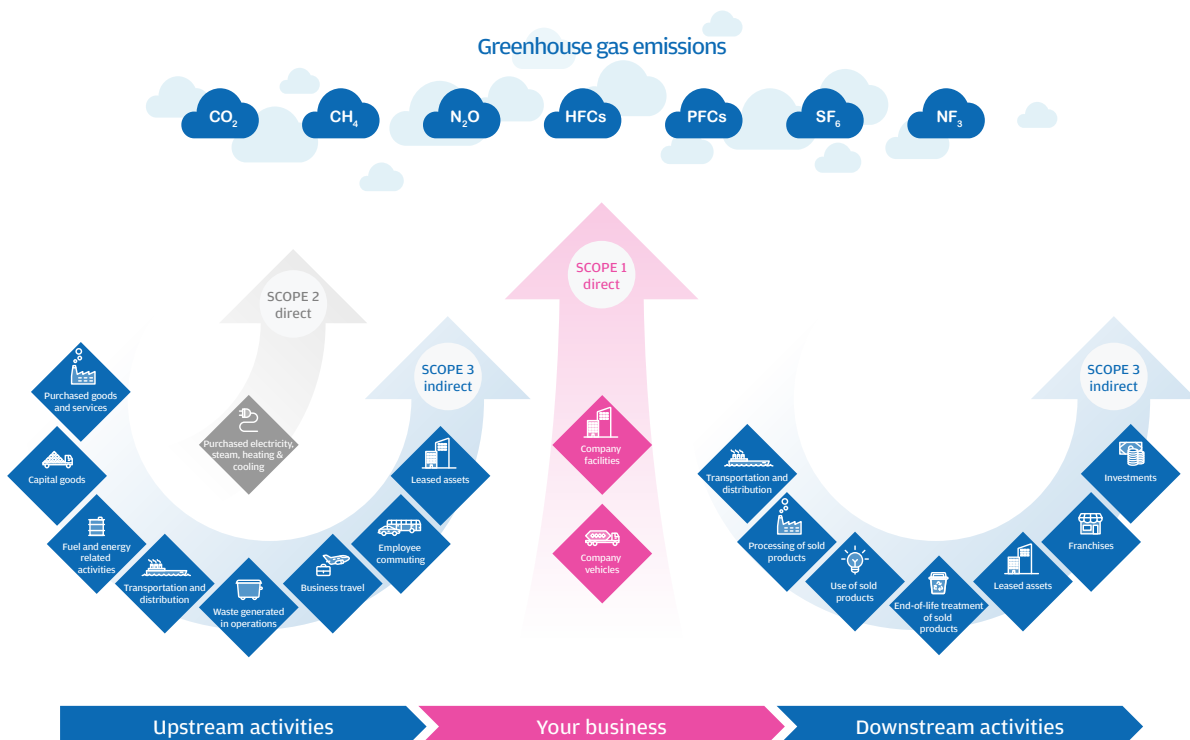 Greenhouse gas emissions
CO₂
CH₄
N₂O
HFCs
PFCs
SF₆
NF₃
SCOPE 2
direct
SCOPE 3
indirect
SCOPE 1
direct
SCOPE 3
indirect
Purchased goods
and services
Capital goods
Fuel and energy
related
activities
Transportation and
distribution
Waste generated
in operations
Business travel
Employee
commuting
Leased assets
Purchased electricity,
steam, heating &
cooling
Company
facilities
Company
vehicles
Transportation and
distribution
Processing of sold
products
Use of sold
products
End-of-life treatment
of sold
products
Leased assets
Franchises
Investments
Upstream activities
Your business
Downstream activities